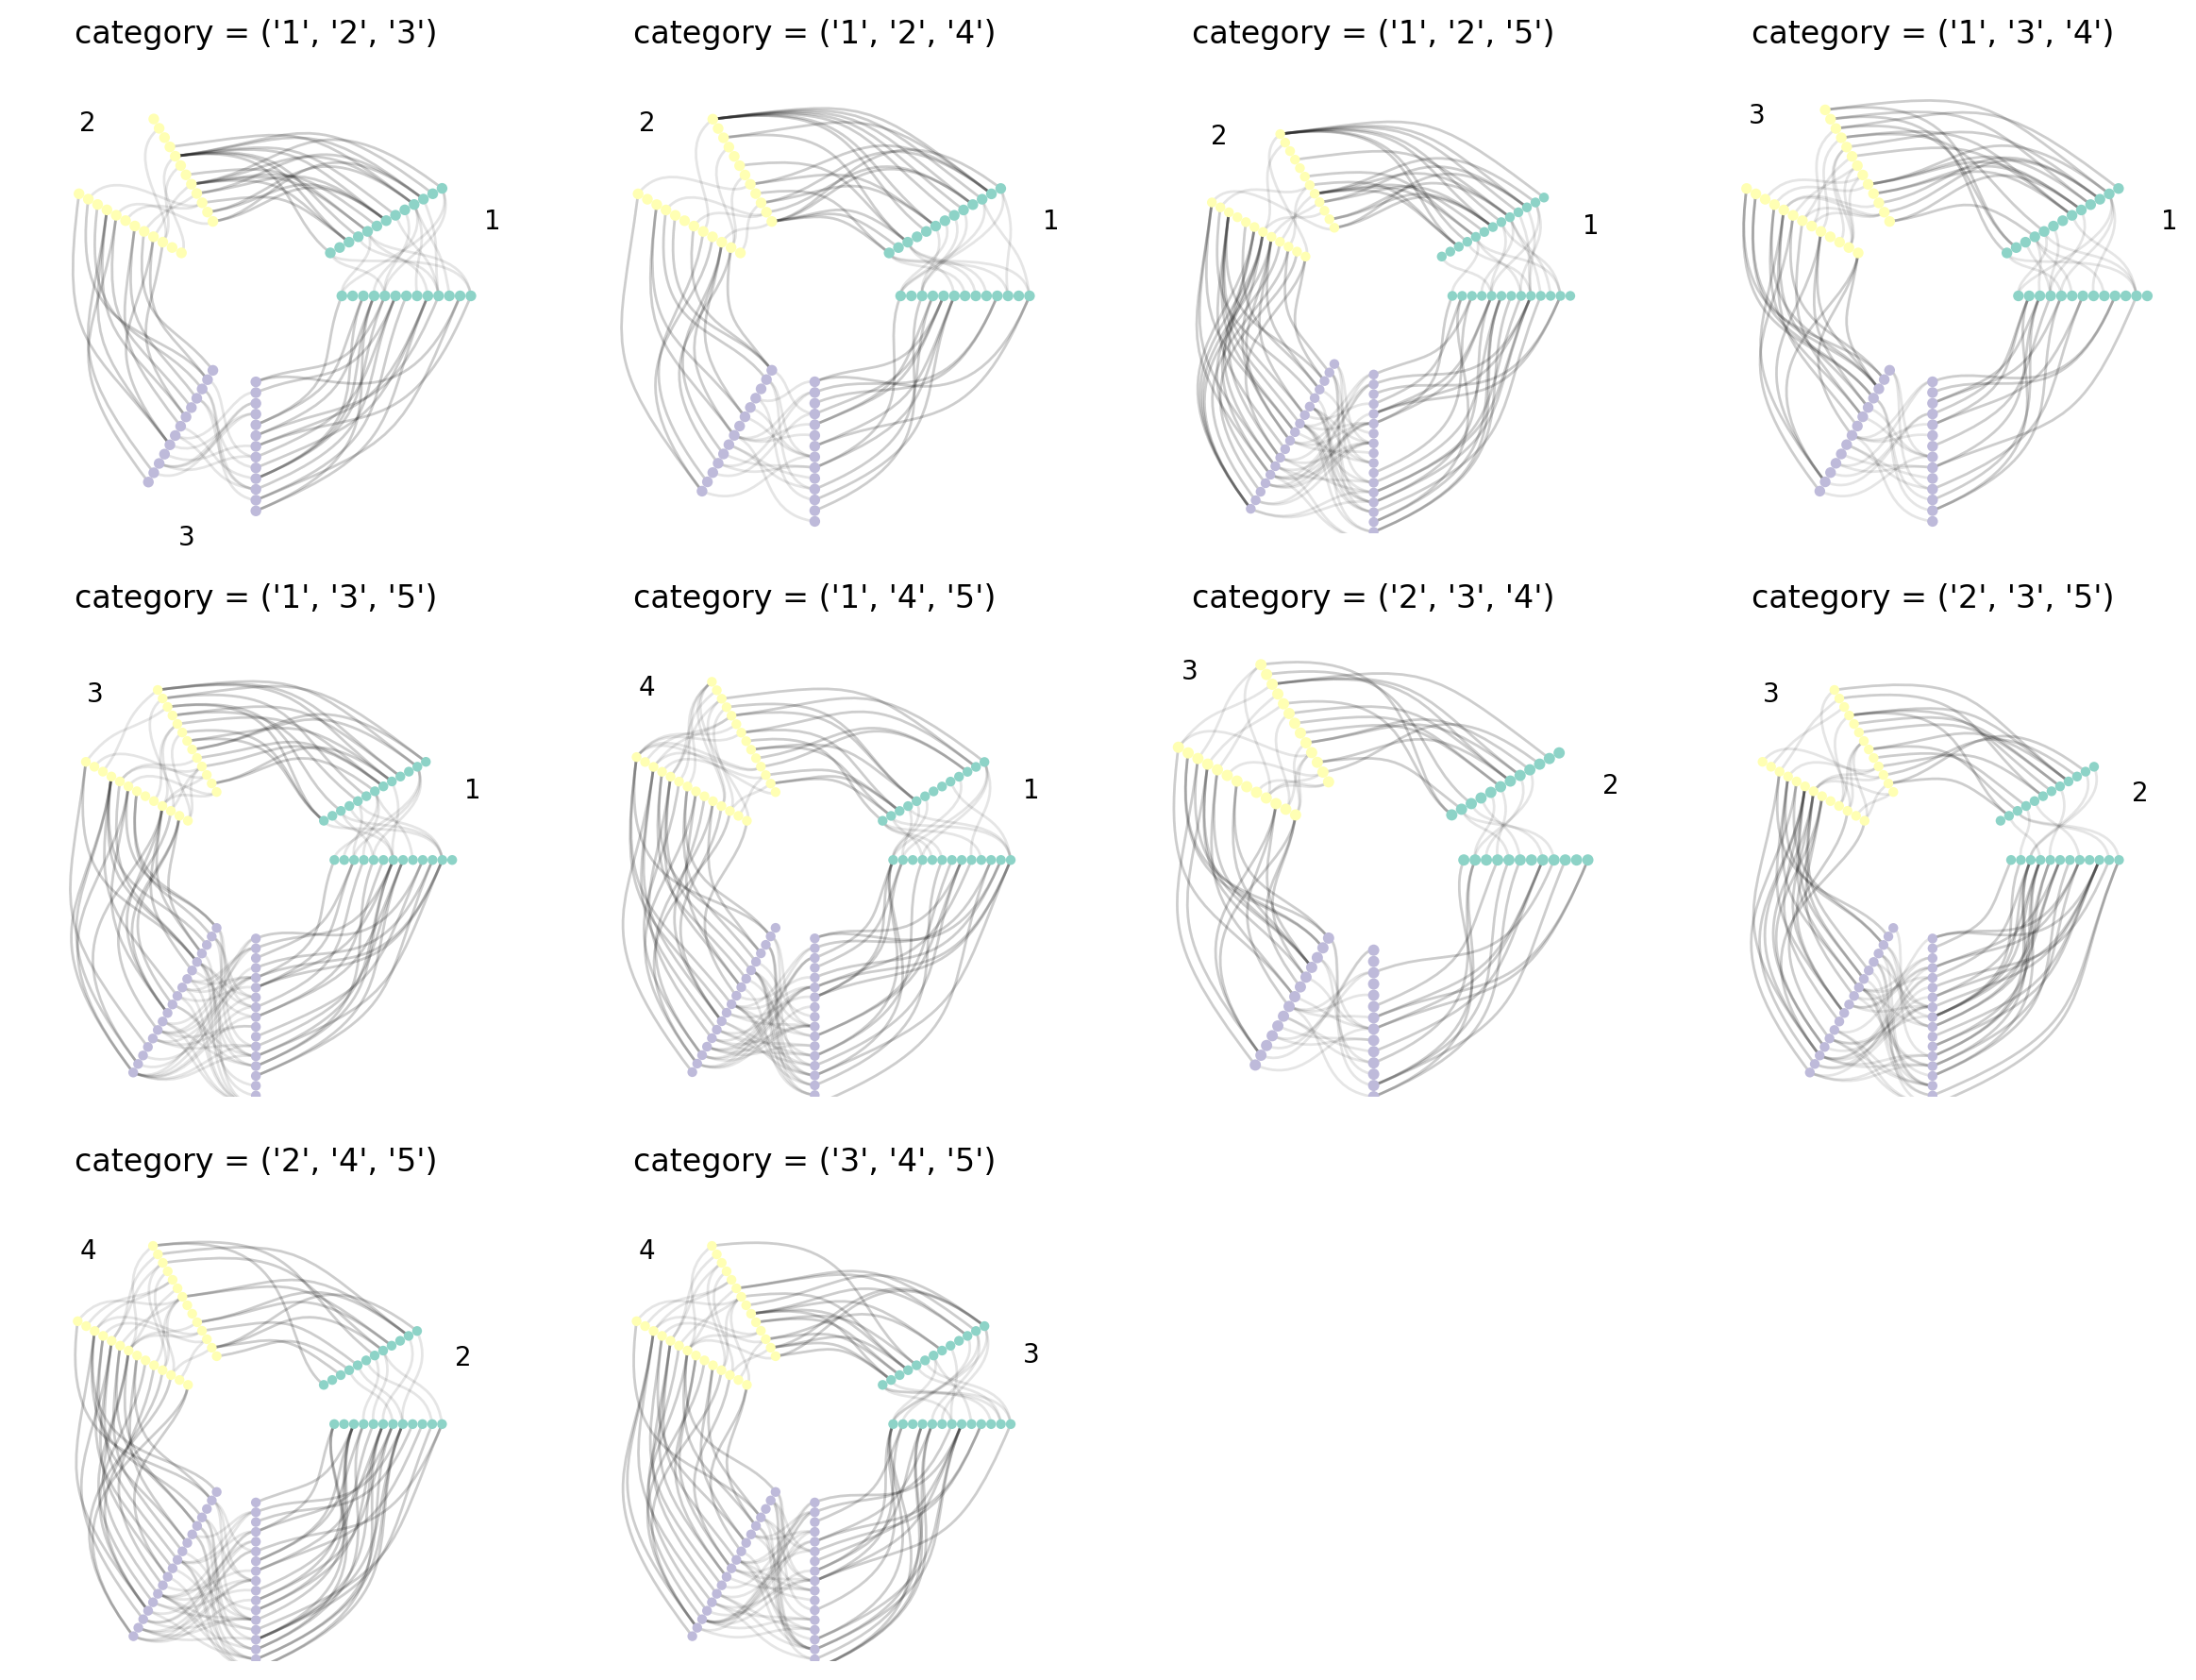 category = ('1', '2', '3')
category = ('1', '2', '4')
category = ('1', '2', '5')
category = ('1', '3', '4')
2
1
3
2
1
2
1
3
1
category = ('1', '3', '5')
category = ('1', '4', '5')
category = ('2', '3', '4')
category = ('2', '3', '5')
3
1
4
1
3
2
3
2
category = ('2', '4', '5')
category = ('3', '4', '5')
4
2
4
3